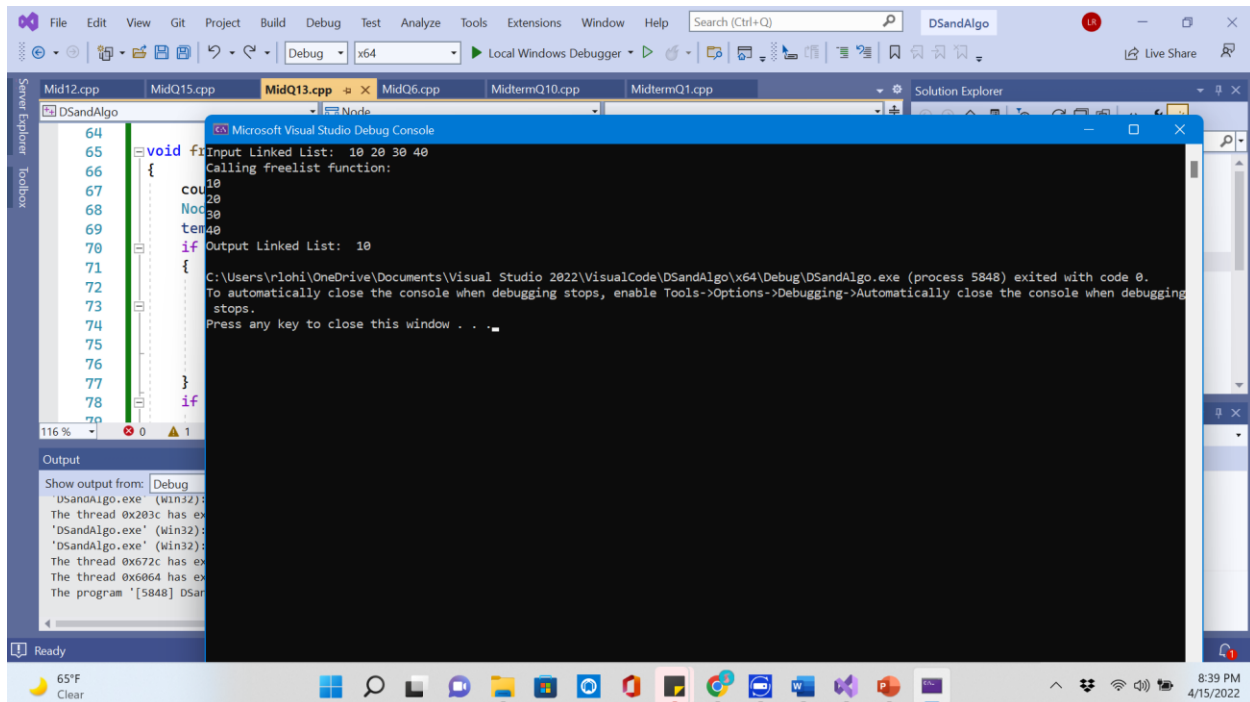 File Edit View Git Project Build Debug Test Analyze Tools Extensions Window Help Search (Ctrl+Q) DSandAlgo LR
Debug x64 Local Windows Debugger Live Share
Server Explorer
Toolbox
Mid12.cpp MidQ15.cpp MidQ13.cpp MidQ6.cpp MidtermQ10.cpp MidtermQ1.cpp Solution Explorer
DSandAlgo Node
64
65 void fr
66 {
67 cou
68 Nod
69 tem
70 if
71 {
72
73
74
75
76
77 }
78 if
79
116 % 0 1
Microsoft Visual Studio Debug Console
Input Linked List: 10 20 30 40
Calling freelist function:
10
20
30
40
Output Linked List: 10
C:\Users\rlohi\OneDrive\Documents\Visual Studio 2022\VisualCode\DSandAlgo\x64\Debug\DSandAlgo.exe (process 5848) exited with code 0.
To automatically close the console when debugging stops, enable Tools->Options->Debugging->Automatically close the console when debugging
stops.
Press any key to close this window . . .
Output
Show output from: Debug
'DSandAlgo.exe' (Win32):
The thread 0x203c has ex
'DSandAlgo.exe' (Win32):
'DSandAlgo.exe' (Win32):
The thread 0x672c has ex
The thread 0x6064 has ex
The program '[5848] DSan
Ready 1
65°F
Clear
8:39 PM
4/15/2022